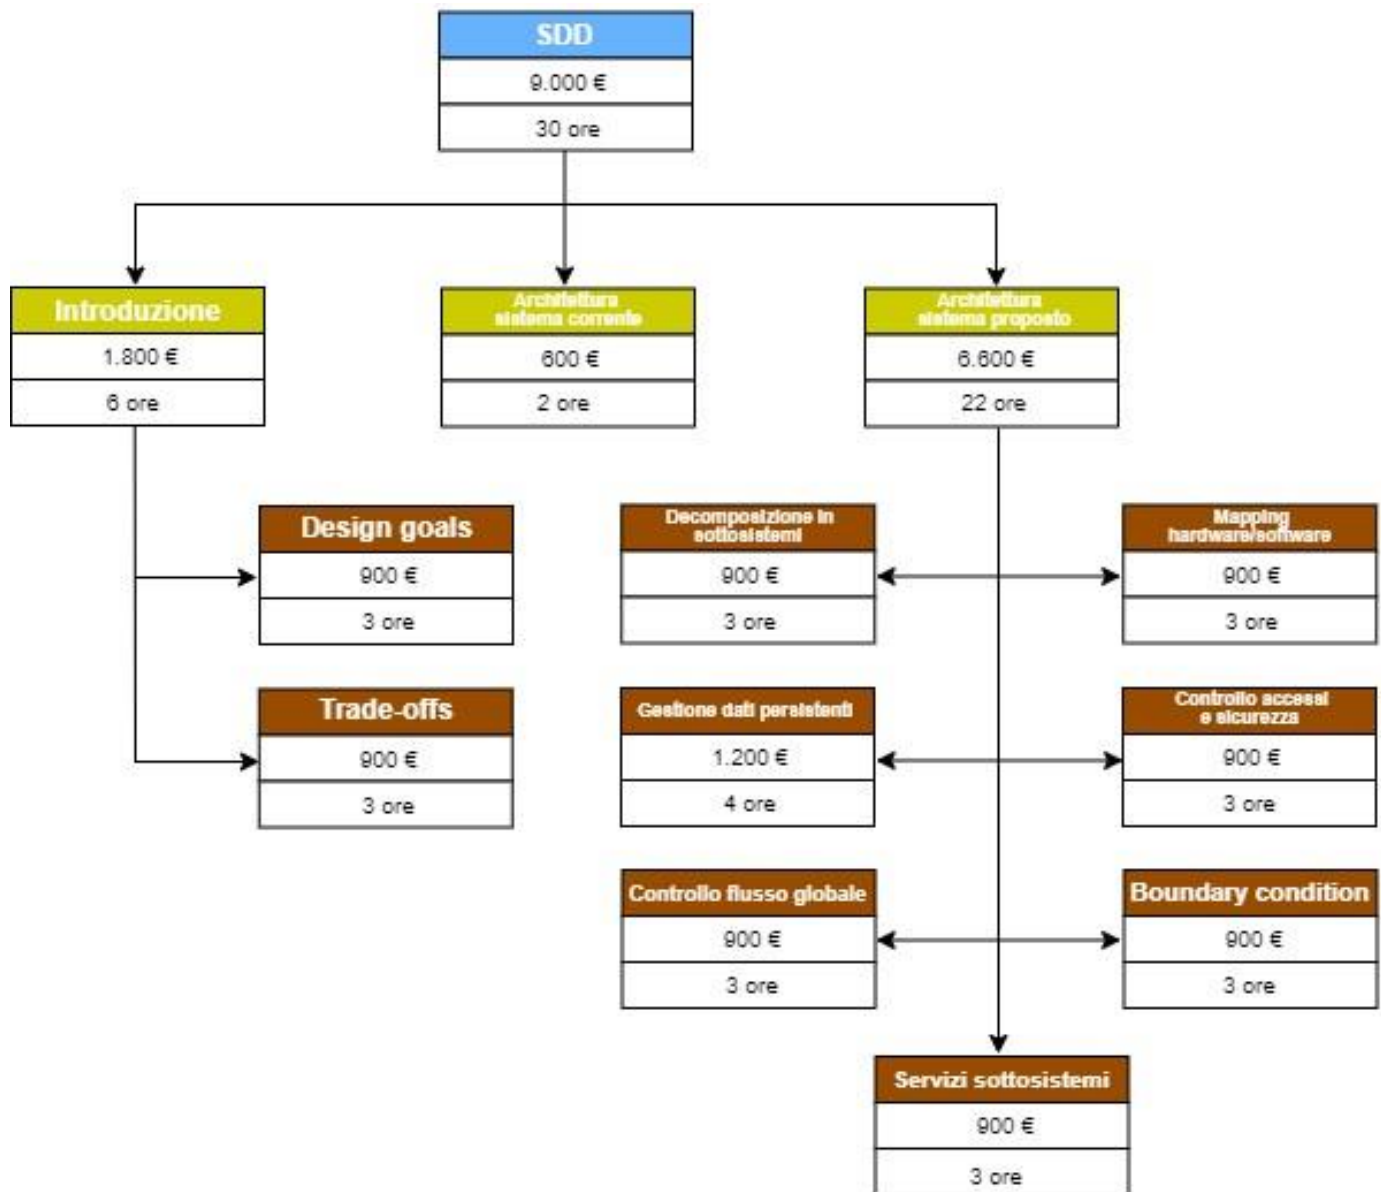 SDD
9.000 €
30 ore
Introduzione
1.800 €
6 ore
Architettura
sistema corrente
600 €
2 ore
Architettura
sistema proposto
6.600 €
22 ore
Design goals
900 €
3 ore
Trade-offs
900 €
3 ore
Decomposizione in
sottosistemi
900 €
3 ore
Mapping
hardware/software
900 €
3 ore
Gestione dati persistenti
1.200 €
4 ore
Controllo accessi
e sicurezza
900 €
3 ore
Controllo flusso globale
900 €
3 ore
Boundary condition
900 €
3 ore
Servizi sottosistemi
900 €
3 ore